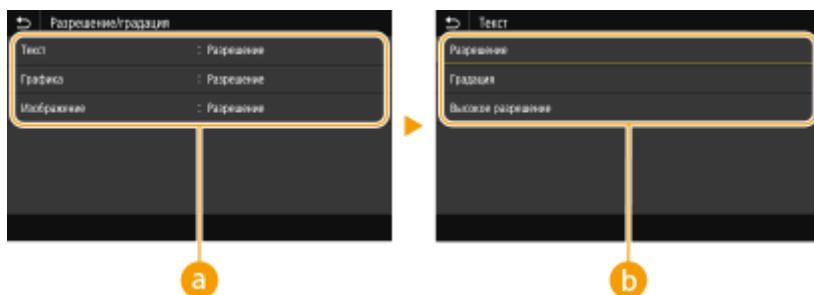 Разрешение/градация
Текст : Разрешение
Графика : Разрешение
Изображение : Разрешение
a
Текст
Разрешение
Градация
Высокое разрешение
b